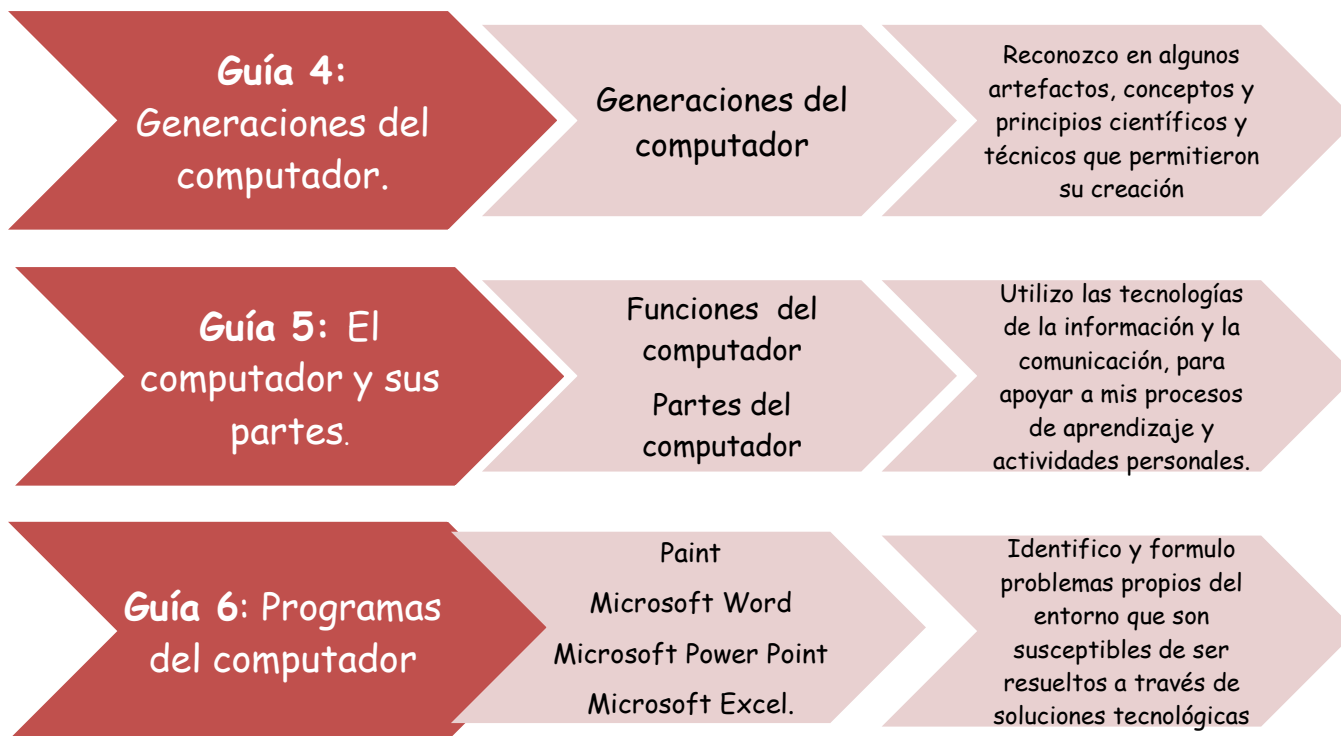 Guía 4:
Generaciones del
computador.
Generaciones del
computador
Reconozco en algunos
artefactos, conceptos y
principios científicos y
técnicos que permitieron
su creación
Guía 5: El
computador y sus
partes.
Funciones del
computador
Partes del
computador
Utilizo las tecnologías
de la información y la
comunicación, para
apoyar a mis procesos
de aprendizaje y
actividades personales.
Guía 6: Programas
del computador
Paint
Microsoft Word
Microsoft Power Point
Microsoft Excel.
Identifico y formulo
problemas propios del
entorno que son
susceptibles de ser
resueltos a través de
soluciones tecnológicas